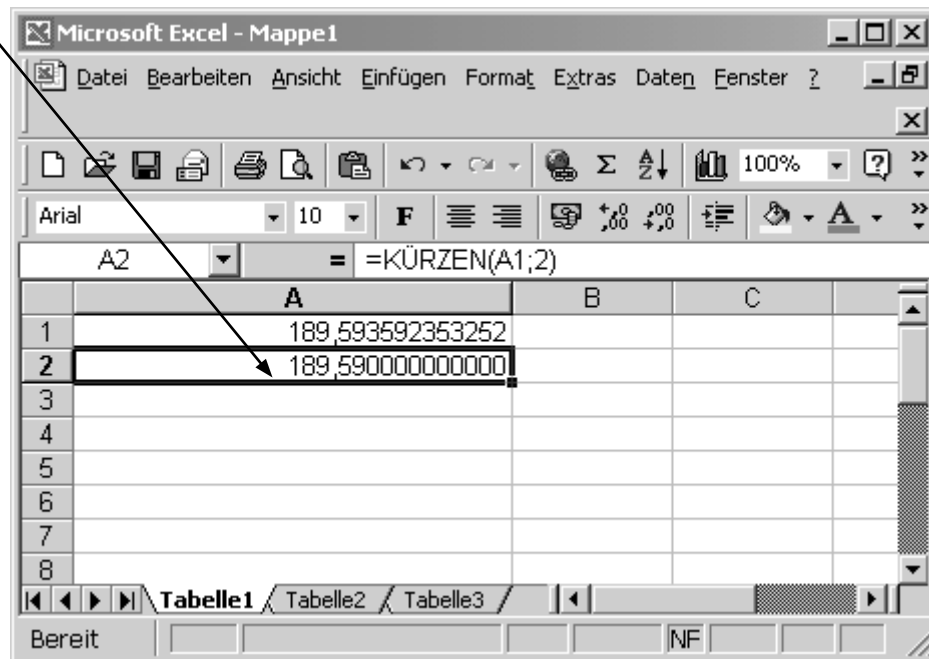 Microsoft Excel - Mappe1
Datei Bearbeiten Ansicht Einfügen Format Extras Daten Fenster ?
100%
Arial 10 F
A2 = =KÜRZEN(A1;2)
A B C
1 189,593592353252
2 189,590000000000
3
4
5
6
7
8
Tabelle1 Tabelle2 Tabelle3
Bereit NF